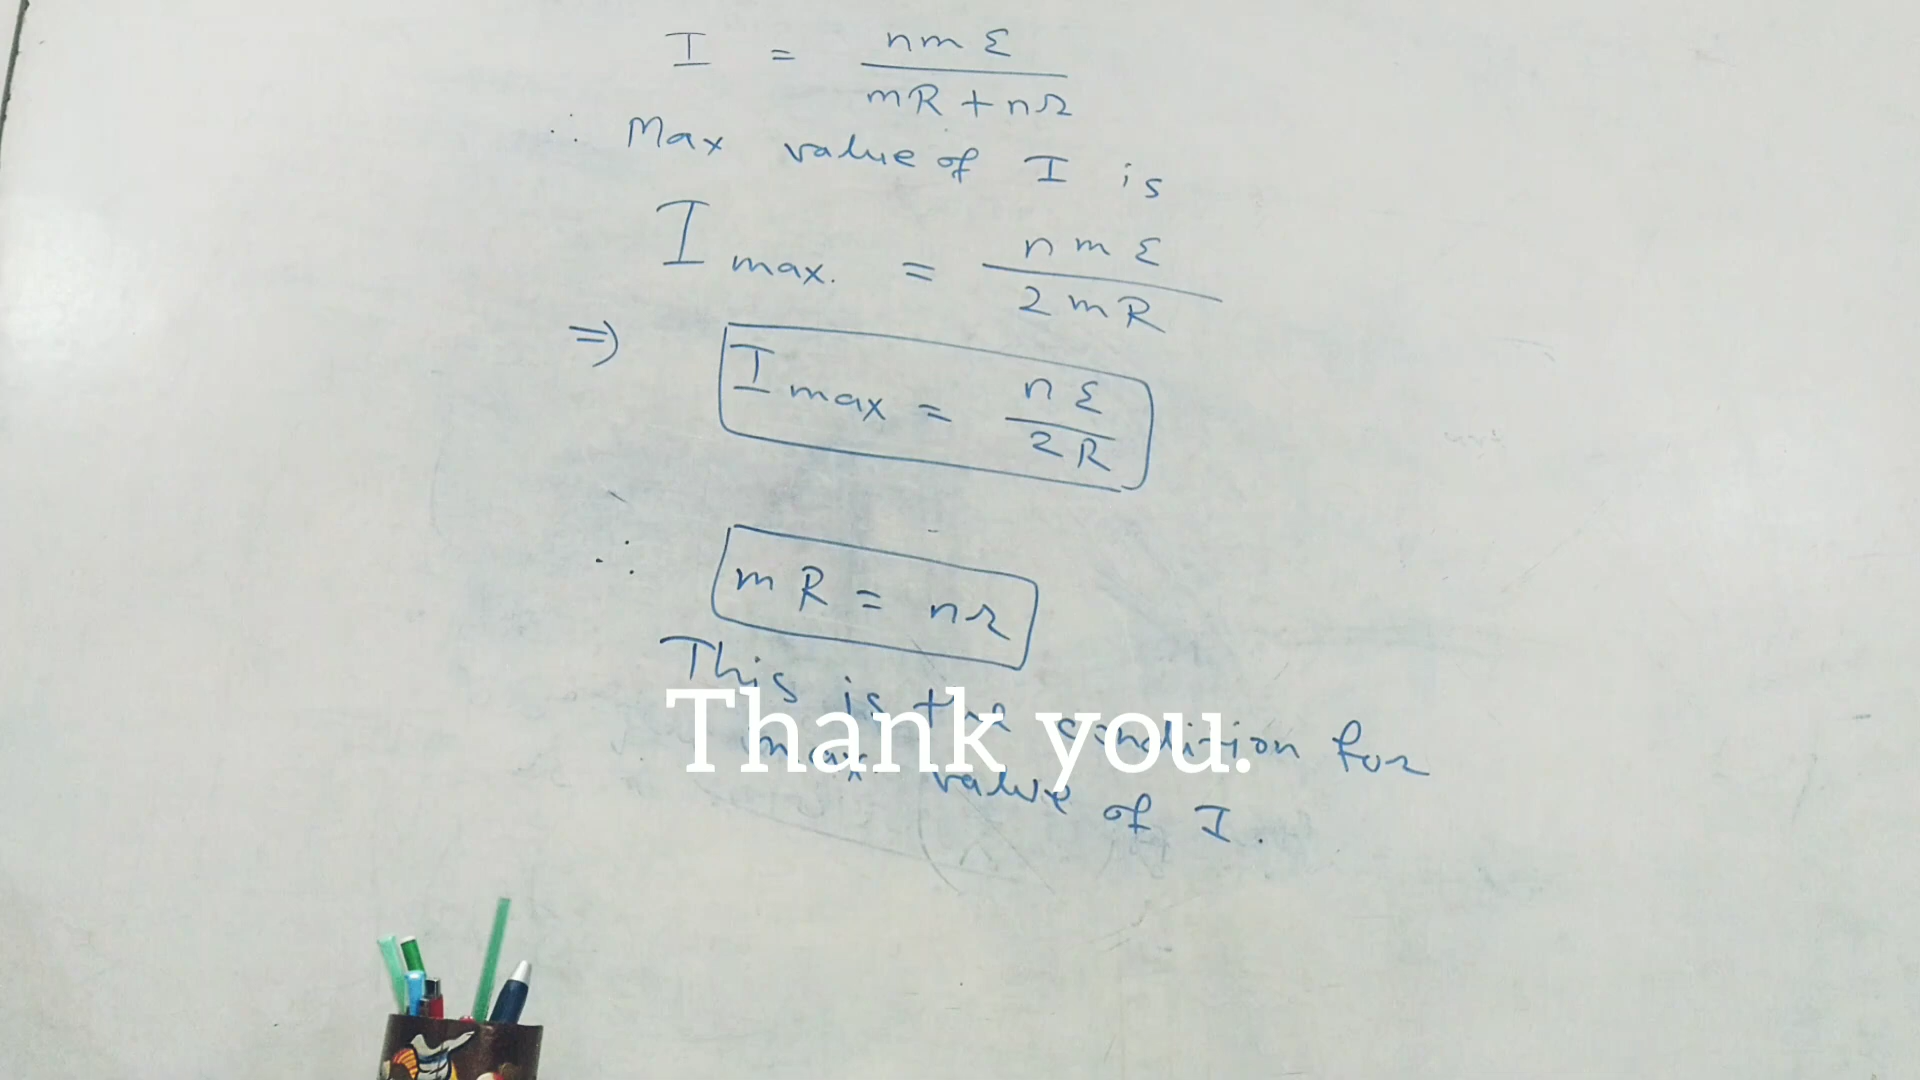 I = nmε / mR + nr
∴ Max value of I is
I max. = nmε / 2mR
⇒ I max = nε / 2R
∴ mR = nr
This is the condition for
max. value of I.
Thank you.